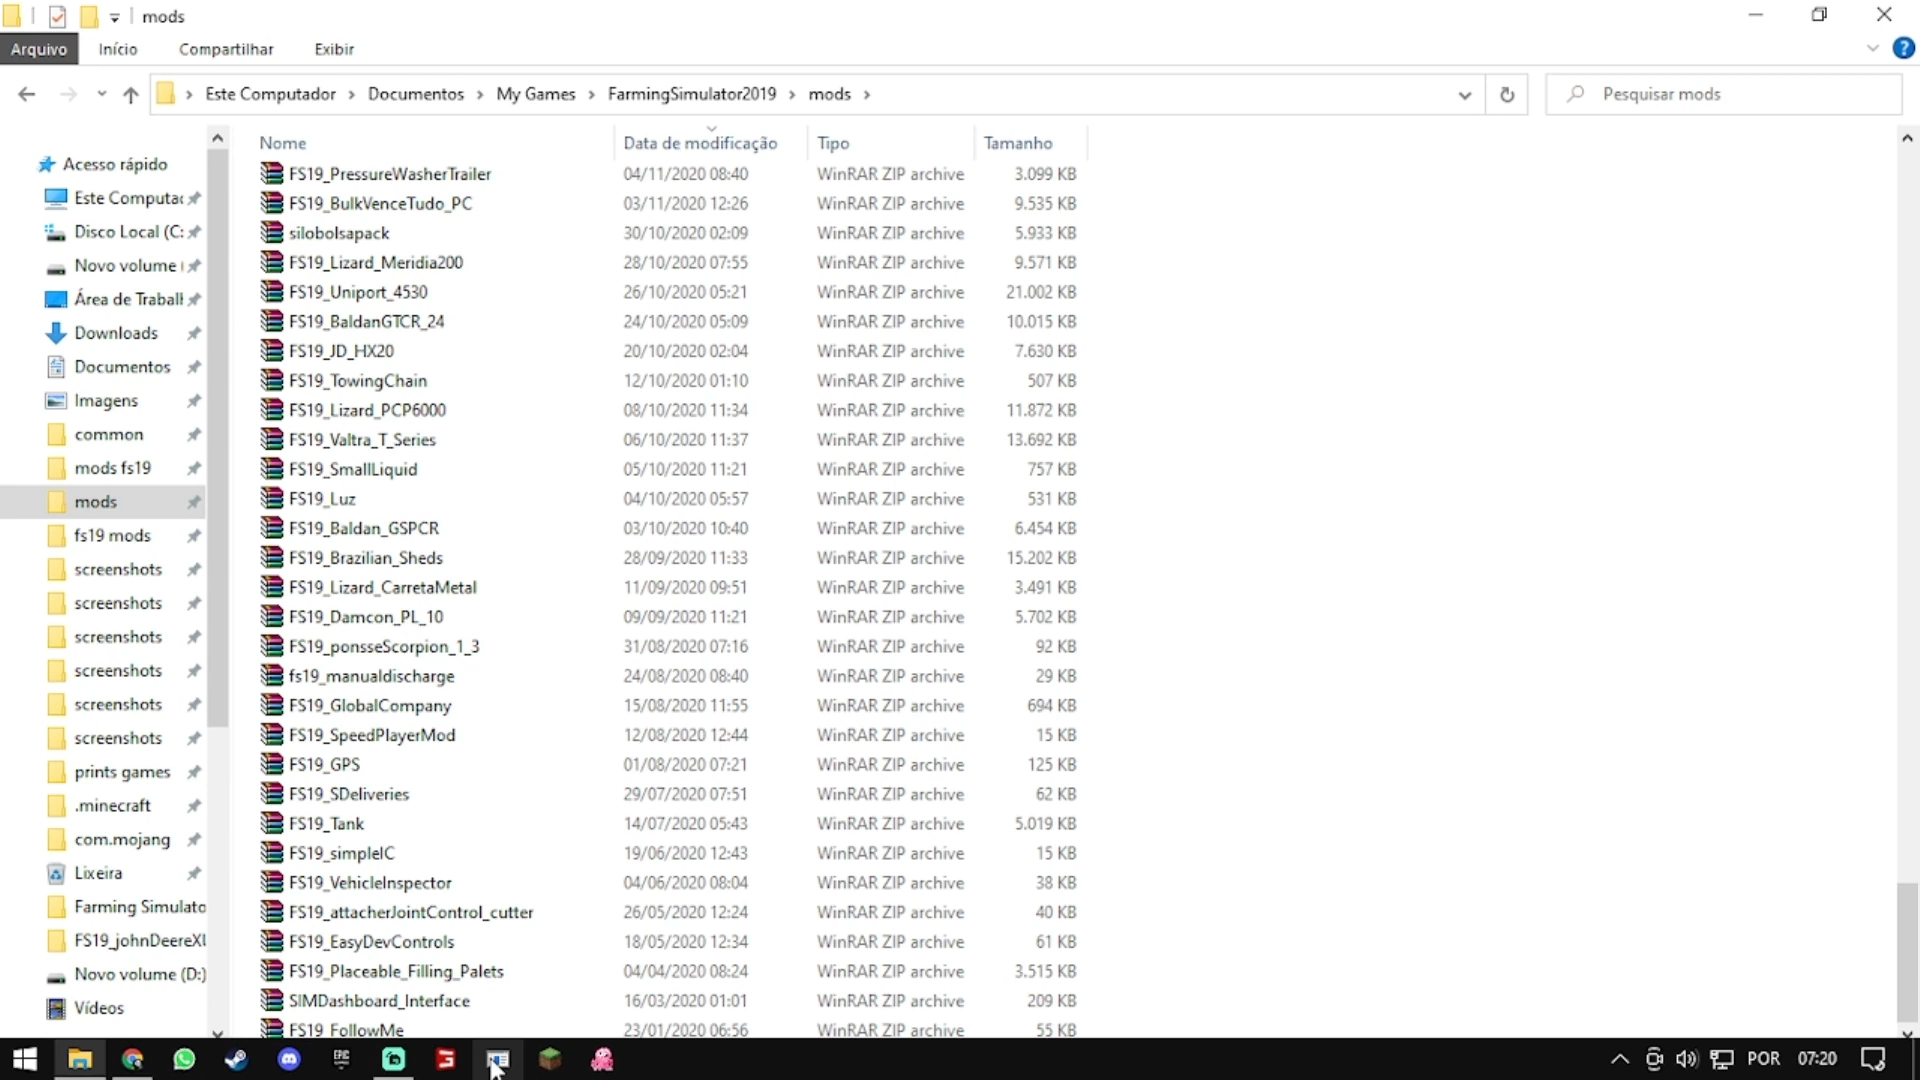 mods
Arquivo Início Compartilhar Exibir
Este Computador Documentos My Games FarmingSimulator2019 mods Pesquisar mods
Nome Data de modificação Tipo Tamanho
Acesso rápido
Este Computac
Disco Local (C:
Novo volume
Área de Traball
Downloads
Documentos
Imagens
common
mods fs19
mods
fs19 mods
screenshots
screenshots
screenshots
screenshots
screenshots
screenshots
prints games
.minecraft
com.mojang
Lixeira
Farming Simulato
FS19_johnDeereXL
Novo volume (D:)
Vídeos
FS19_PressureWasherTrailer 04/11/2020 08:40 WinRAR ZIP archive 3.099 KB
FS19_BulkVenceTudo_PC 03/11/2020 12:26 WinRAR ZIP archive 9.535 KB
silobolsapack 30/10/2020 02:09 WinRAR ZIP archive 5.933 KB
FS19_Lizard_Meridia200 28/10/2020 07:55 WinRAR ZIP archive 9.571 KB
FS19_Uniport_4530 26/10/2020 05:21 WinRAR ZIP archive 21.002 KB
FS19_BaldanGTCR_24 24/10/2020 05:09 WinRAR ZIP archive 10.015 KB
FS19_JD_HX20 20/10/2020 02:04 WinRAR ZIP archive 7.630 KB
FS19_TowingChain 12/10/2020 01:10 WinRAR ZIP archive 507 KB
FS19_Lizard_PCP6000 08/10/2020 11:34 WinRAR ZIP archive 11.872 KB
FS19_Valtra_T_Series 06/10/2020 11:37 WinRAR ZIP archive 13.692 KB
FS19_SmallLiquid 05/10/2020 11:21 WinRAR ZIP archive 757 KB
FS19_Luz 04/10/2020 05:57 WinRAR ZIP archive 531 KB
FS19_Baldan_GSPCR 03/10/2020 10:40 WinRAR ZIP archive 6.454 KB
FS19_Brazilian_Sheds 28/09/2020 11:33 WinRAR ZIP archive 15.202 KB
FS19_Lizard_CarretaMetal 11/09/2020 09:51 WinRAR ZIP archive 3.491 KB
FS19_Damcon_PL_10 09/09/2020 11:21 WinRAR ZIP archive 5.702 KB
FS19_ponsseScorpion_1_3 31/08/2020 07:16 WinRAR ZIP archive 92 KB
fs19_manualdischarge 24/08/2020 08:40 WinRAR ZIP archive 29 KB
FS19_GlobalCompany 15/08/2020 11:55 WinRAR ZIP archive 694 KB
FS19_SpeedPlayerMod 12/08/2020 12:44 WinRAR ZIP archive 15 KB
FS19_GPS 01/08/2020 07:21 WinRAR ZIP archive 125 KB
FS19_SDeliveries 29/07/2020 07:51 WinRAR ZIP archive 62 KB
FS19_Tank 14/07/2020 05:43 WinRAR ZIP archive 5.019 KB
FS19_simpleIC 19/06/2020 12:43 WinRAR ZIP archive 15 KB
FS19_VehicleInspector 04/06/2020 08:04 WinRAR ZIP archive 38 KB
FS19_attacherJointControl_cutter 26/05/2020 12:24 WinRAR ZIP archive 40 KB
FS19_EasyDevControls 18/05/2020 12:34 WinRAR ZIP archive 61 KB
FS19_Placeable_Filling_Palets 04/04/2020 08:24 WinRAR ZIP archive 3.515 KB
SIMDashboard_Interface 16/03/2020 01:01 WinRAR ZIP archive 209 KB
FS19_FollowMe 23/01/2020 06:56 WinRAR ZIP archive 55 KB
EPIC POR 07:20